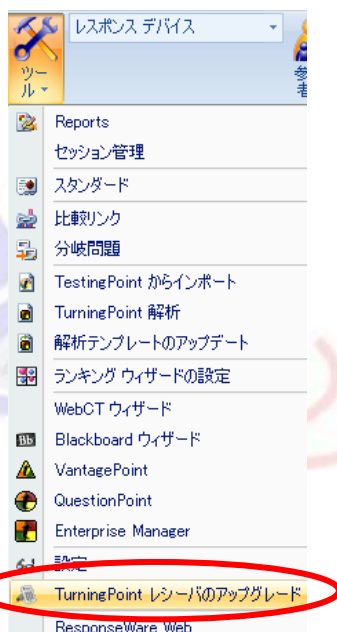 レスポンス デバイス
ツー
ル
参
者
Reports
セッション管理
スタンダード
比較リンク
分岐問題
TestingPoint からインポート
TurningPoint 解析
解析テンプレートのアップデート
ランキング ウィザードの設定
WebCT ウィザード
Bb
Blackboard ウィザード
VantagePoint
QuestionPoint
Enterprise Manager
設定
TurningPoint レシーバのアップグレード
ResponseWare Web